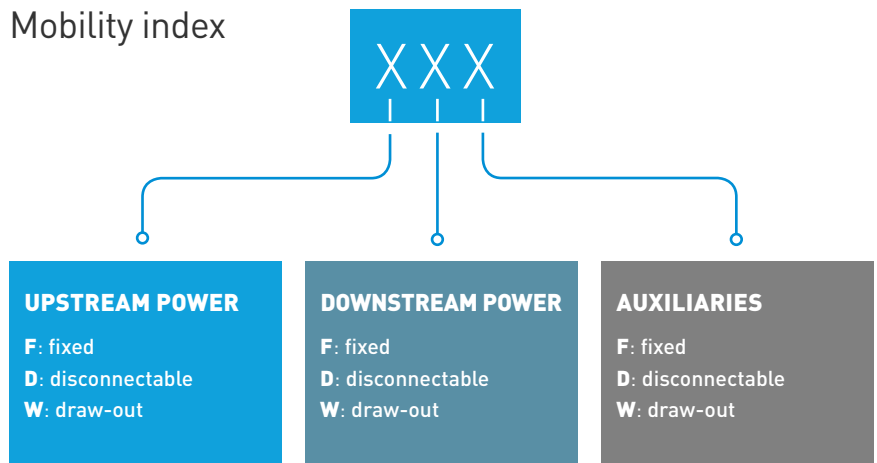 Mobility index
XXX
UPSTREAM POWER
F: fixed
D: disconnectable
W: draw-out
DOWNSTREAM POWER
F: fixed
D: disconnectable
W: draw-out
AUXILIARIES
F: fixed
D: disconnectable
W: draw-out